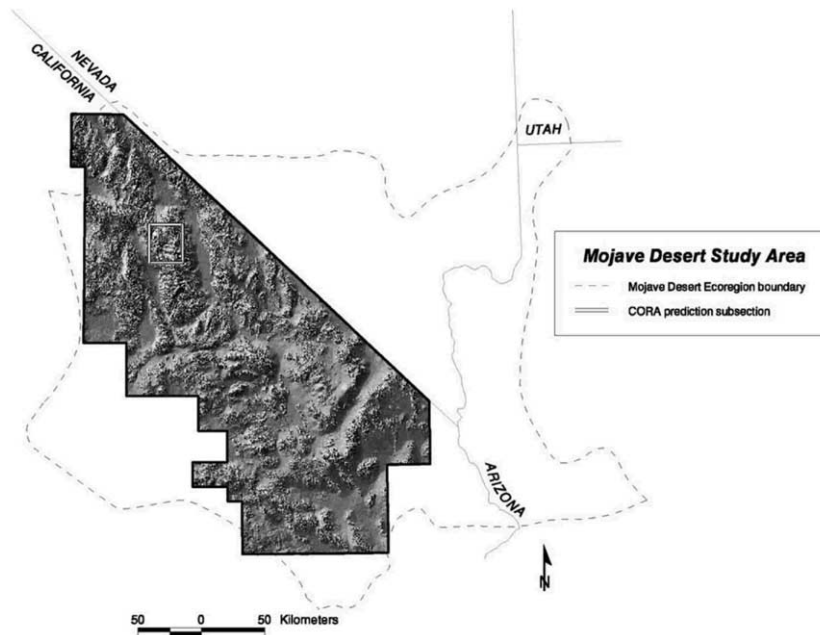 NEVADA
CALIFORNIA
UTAH
Mojave Desert Study Area
Mojave Desert Ecoregion boundary
CORA prediction subsection
ARIZONA
N
50 0 50 Kilometers